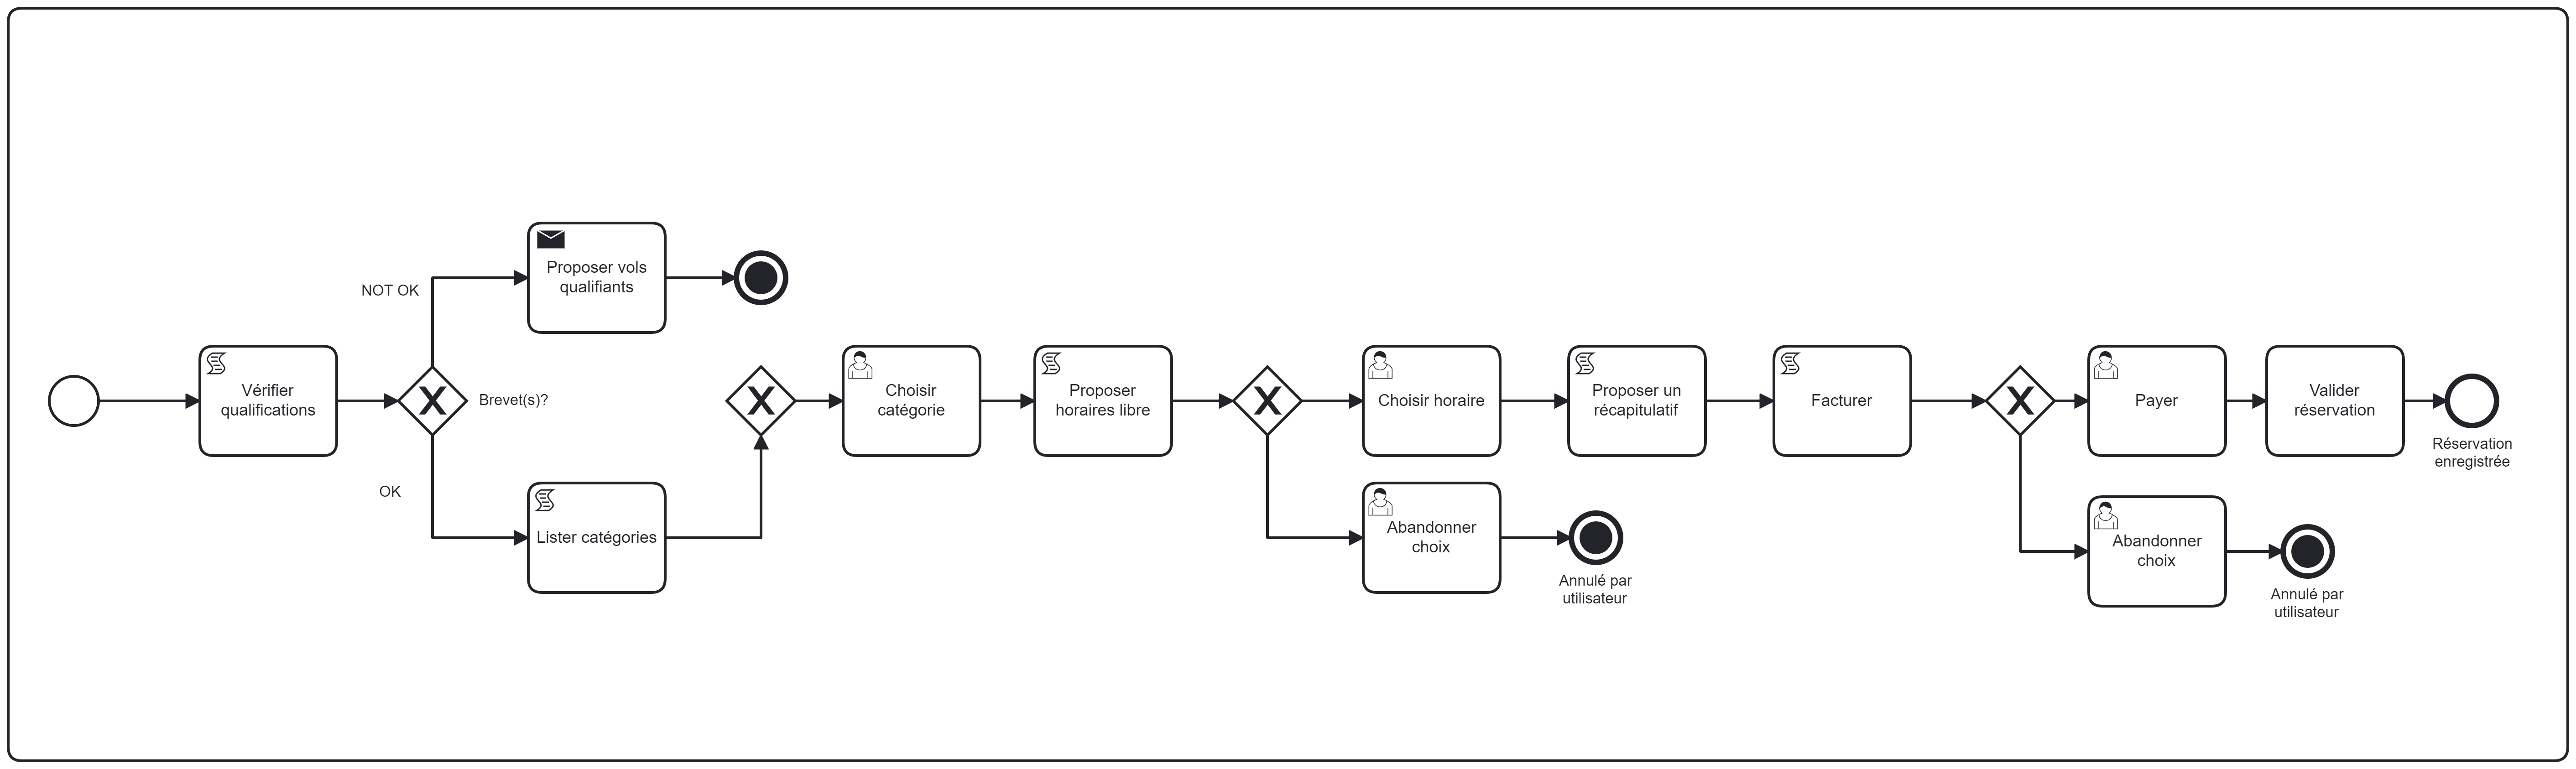 Proposer vols
qualifiants
NOT OK
Vérifier
qualifications
Brevet(s)?
OK
Lister catégories
Choisir
catégorie
Proposer
horaires libre
Choisir horaire
Abandonner
choix
Annulé par
utilisateur
Proposer un
récapitulatif
Facturer
Payer
Abandonner
choix
Annulé par
utilisateur
Valider
réservation
Réservation
enregistrée